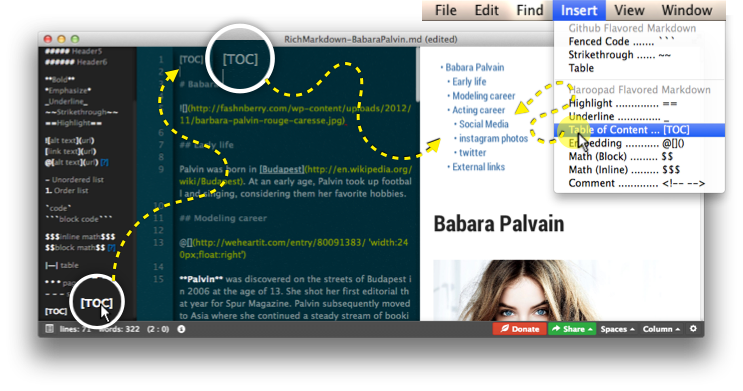 File Edit Find Insert View Window
RichMarkdown-BabaraPalvin.md (edited)
##### Header5
###### Header6
**Bold**
*Emphasize*
_Underline_
~~Strikethrough~~
==Highlight==
![alt text](url)
[link text](url)
@[alt text](url) [?]
- Unordered list
1. Order list
`code`
```block code```
$$$inline math$$$
$$block math$$ [?]
|—| table
[TOC]
[TOC]
1 [TOC]
[TOC]
2
3 # Babara
4
5 ![](http://fashnberry.com/wp-content/uploads/2012/
11/barbara-palvin-rouge-caresse.jpg)
6
7 ## Early life
8
9 Palvin was born in [Budapest](http://en.wikipedia.org/
wiki/Budapest). At an early age, Palvin took up footbal
l and singing, considering them her favorite hobbies.
10
11 ## Modeling career
12
13 @[](http://weheartit.com/entry/80091383/ 'width:24
0px;float:right')
14
15 **Palvin** was discovered on the streets of Budapest i
n 2006 at the age of 13. She shot her first editorial th
at year for Spur Magazine. Palvin subsequently moved
to Asia where she continued a steady stream of booki
• Babara Palvin
• Early life
• Modeling career
• Acting career
• Social Media
• instagram photos
• twitter
• External links
Babara Palvain
Github Flavored Markdown
Fenced Code ....... ```
Strikethrough ...... ~~
Table
Haroopad Flavored Markdown
Highlight ............. ==
Underline ............. _
Table of Content ... [TOC]
Embedding ........... @[]()
Math (Block) ........ $$
Math (Inline) ........ $$$
Comment ............ <!-- -->
lines: 71 words: 322 (2 : 0)
Donate Share Spaces Column